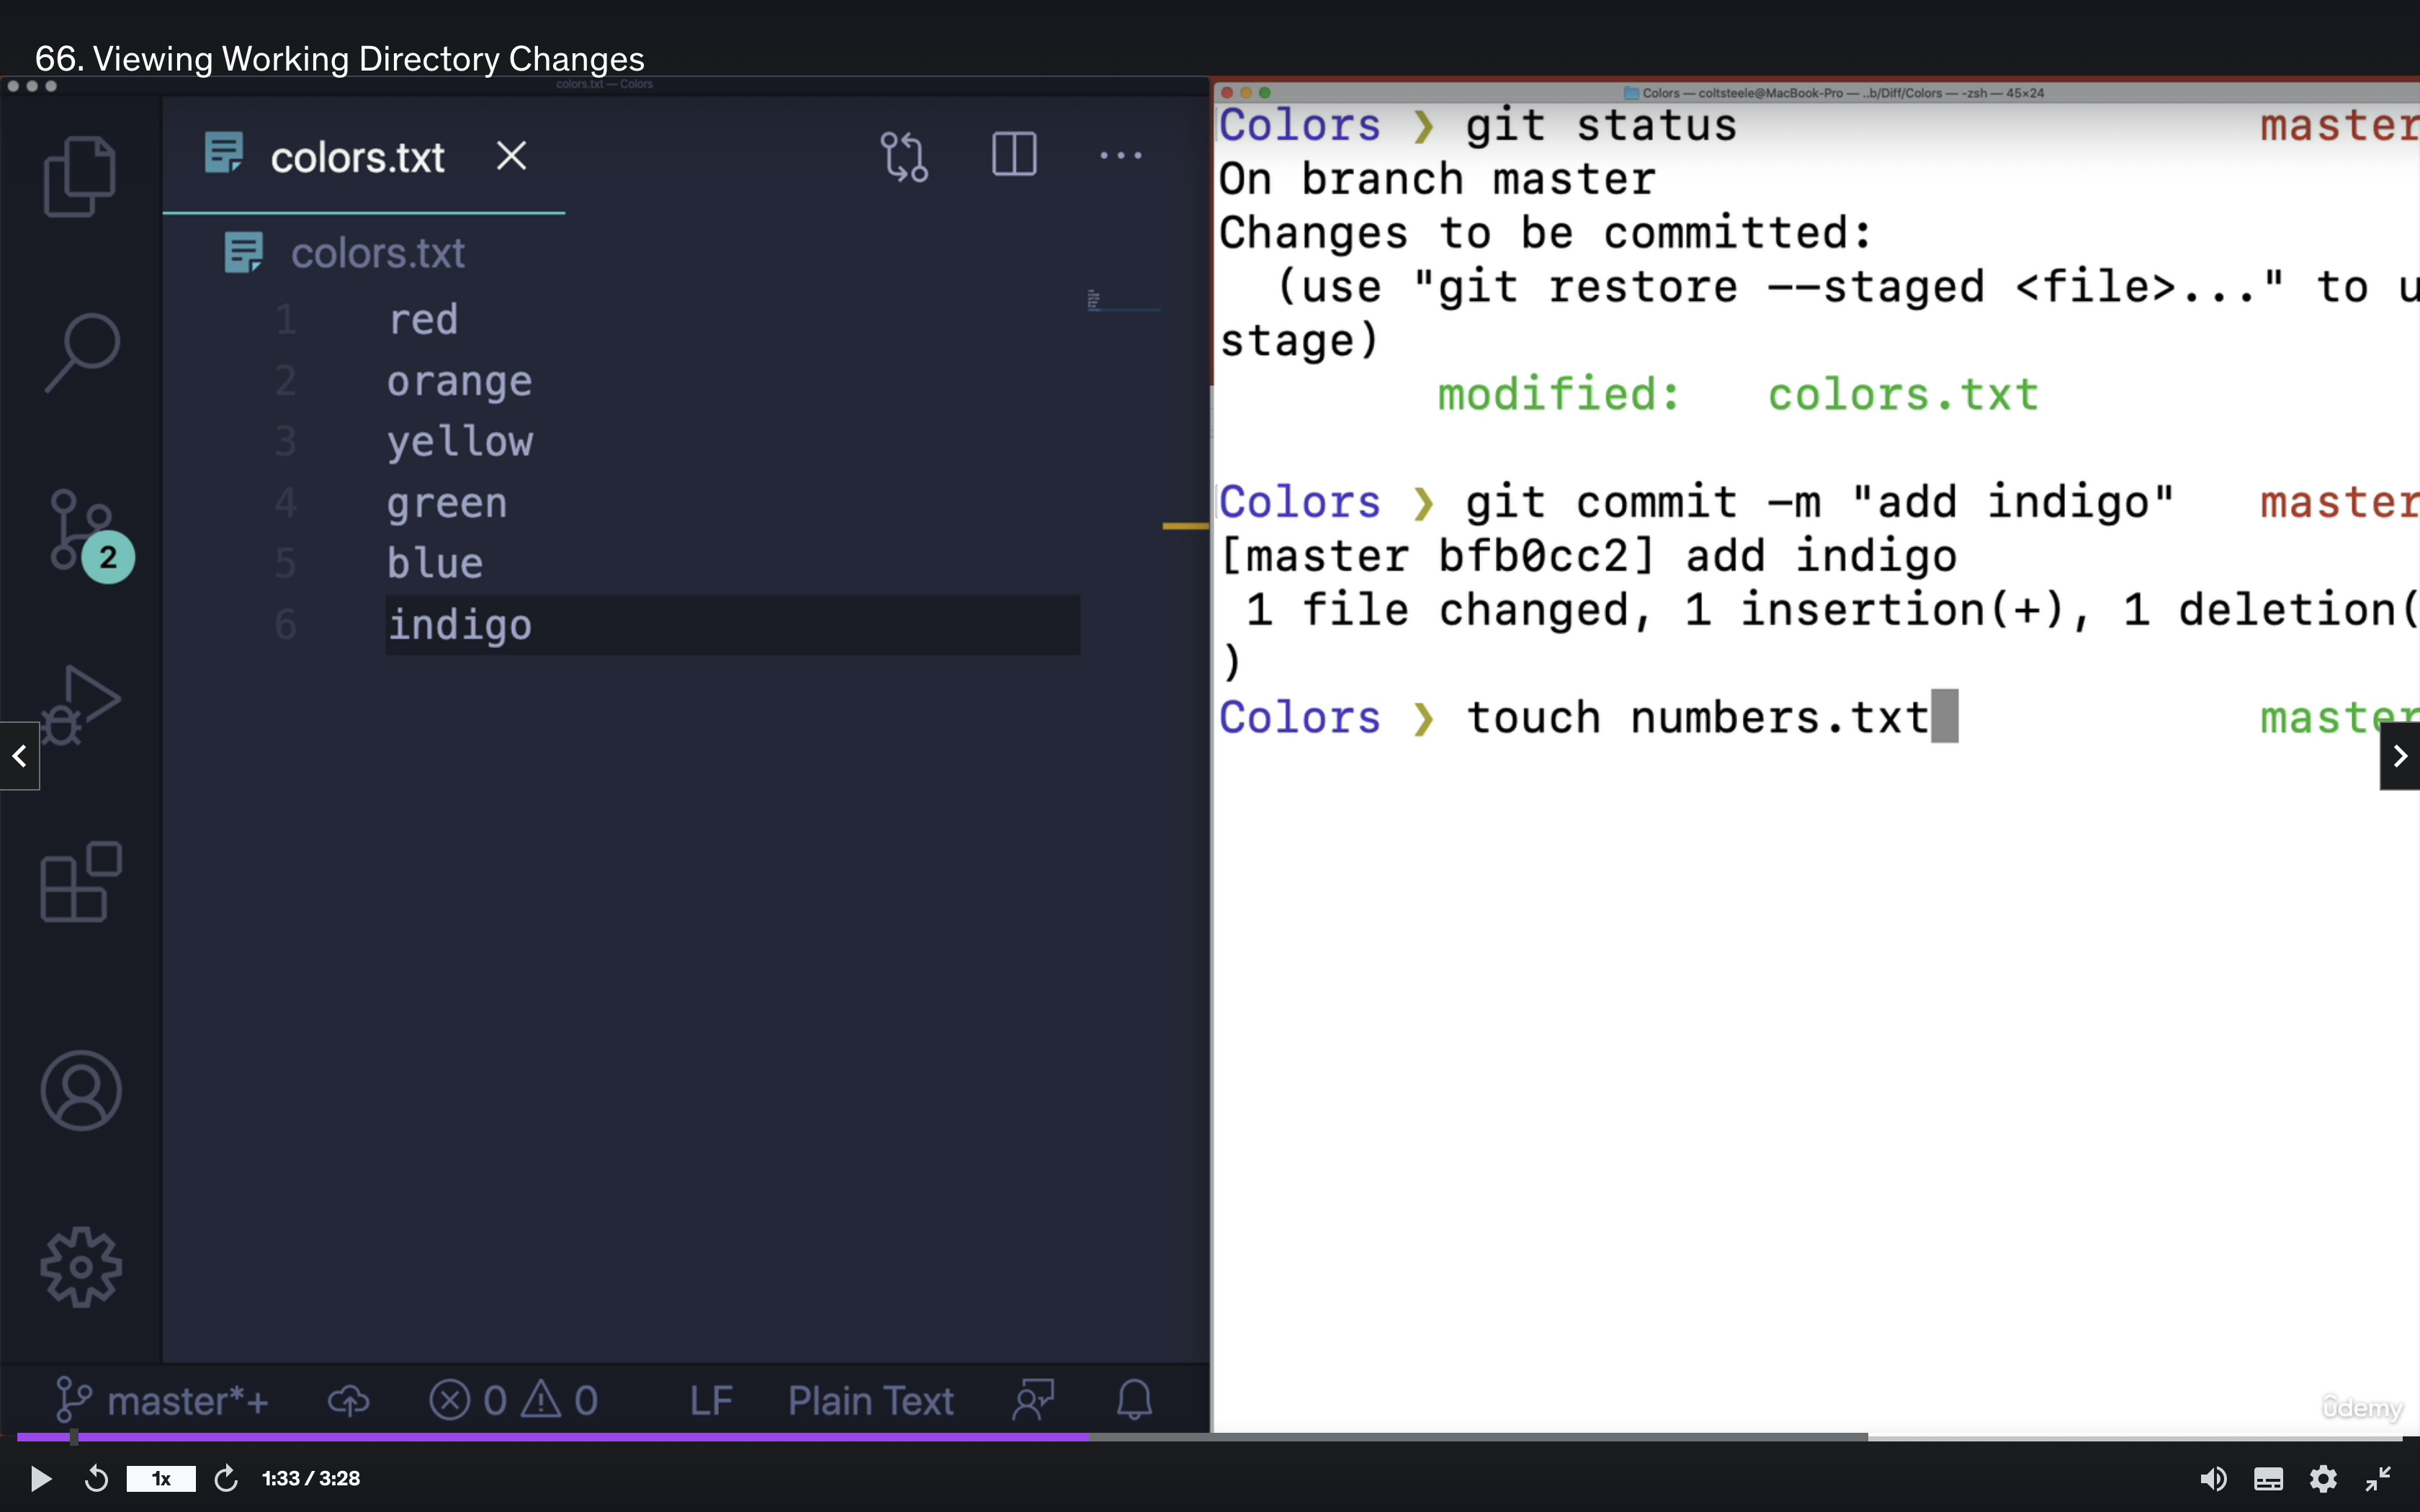 66. Viewing Working Directory Changes
colors.txt — Colors
colors.txt
colors.txt
1 red
2 orange
3 yellow
4 green
5 blue
6 indigo
2
master*+
0 0
LF
Plain Text
Colors — coltsteele@MacBook-Pro — ..b/Diff/Colors — -zsh — 45×24
Colors ❯ git status master
On branch master
Changes to be committed:
(use "git restore --staged <file>..." to u
stage)
modified: colors.txt
Colors ❯ git commit -m "add indigo" master
[master bfb0cc2] add indigo
1 file changed, 1 insertion(+), 1 deletion(
)
Colors ❯ touch numbers.txt master
udemy
1x
1:33 / 3:28